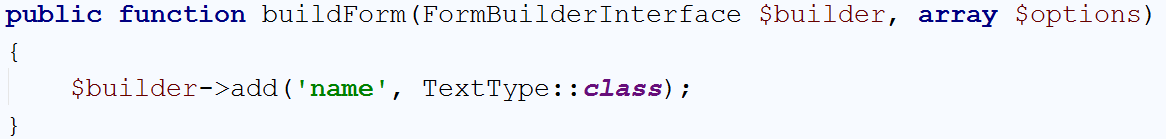 public function buildForm(FormBuilderInterface $builder, array $options)
{
    $builder->add('name', TextType::class);
}